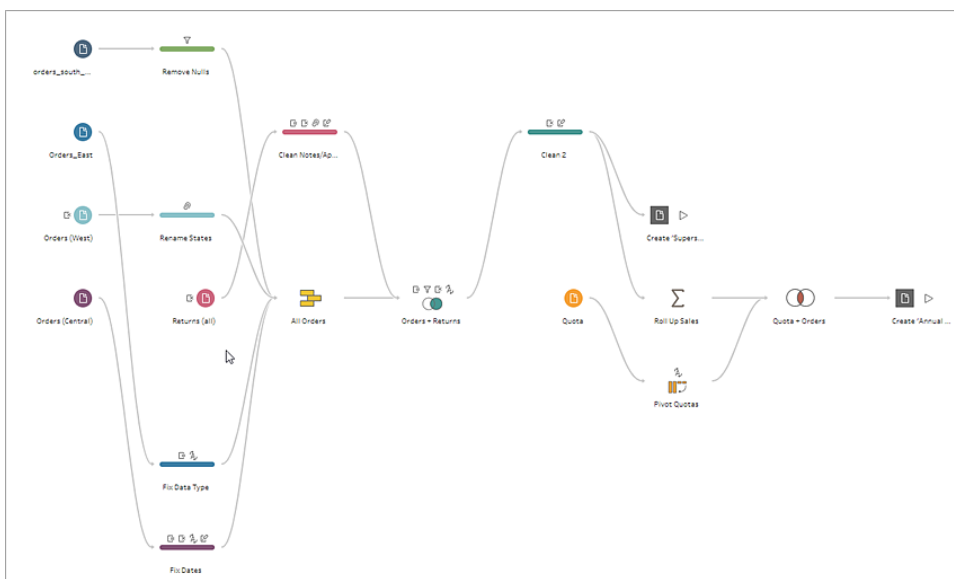 orders_south_...
Remove Nulls
Orders_East
Clean Notes/Ap...
Clean 2
Orders (West)
Rename States
Create 'Supers...
Orders (Central)
Returns (all)
All Orders
Orders + Returns
Quota
Roll Up Sales
Quota + Orders
Create 'Annual ...
Pivot Quotas
Fix Data Type
Fix Dates